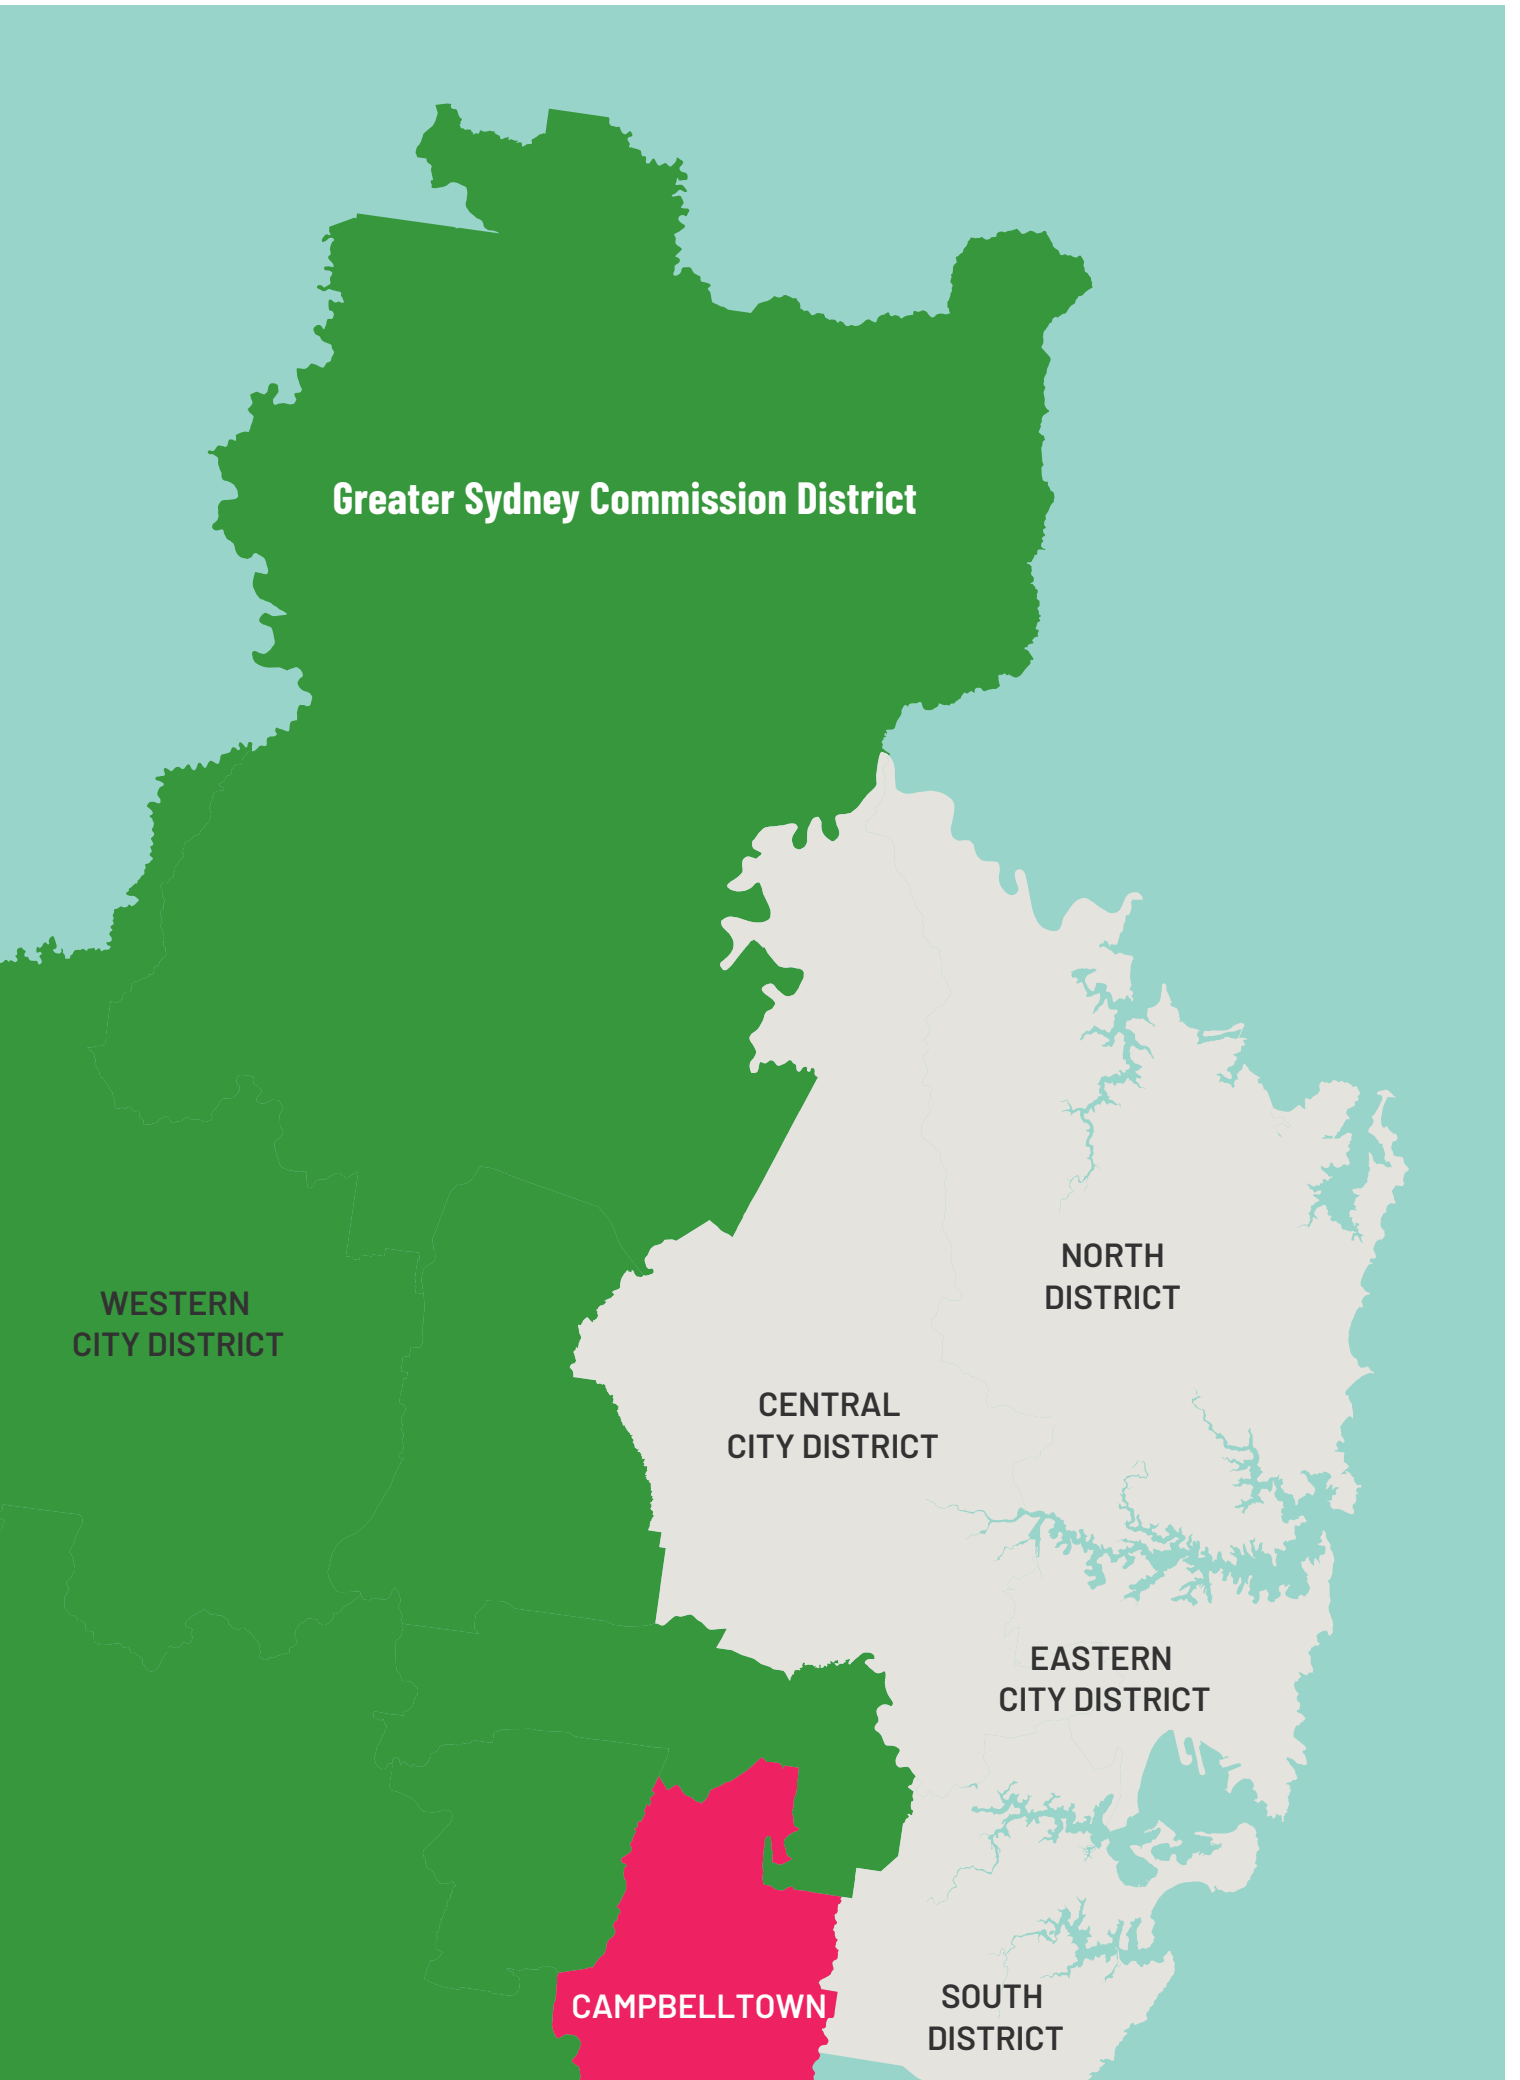 Greater Sydney Commission District
NORTH
DISTRICT
WESTERN
CITY DISTRICT
CENTRAL
CITY DISTRICT
EASTERN
CITY DISTRICT
CAMPBELLTOWN
SOUTH
DISTRICT